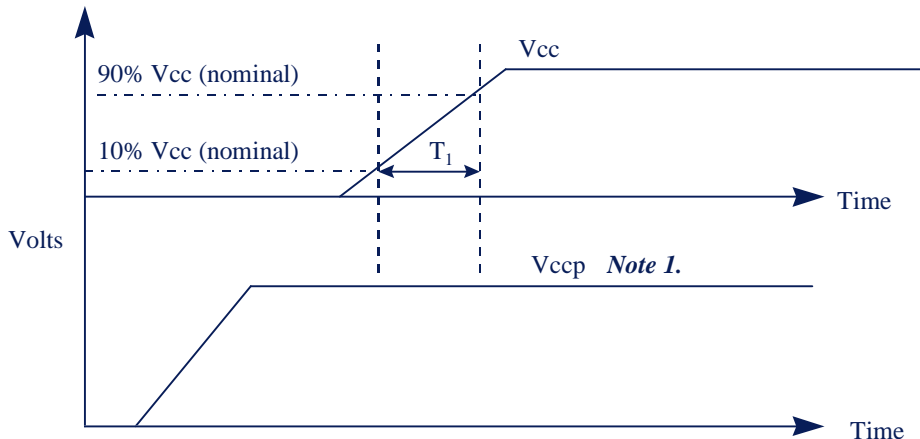 Vcc
90% Vcc (nominal)
10% Vcc (nominal)
T1
Time
Volts
Vccp Note 1.
Time